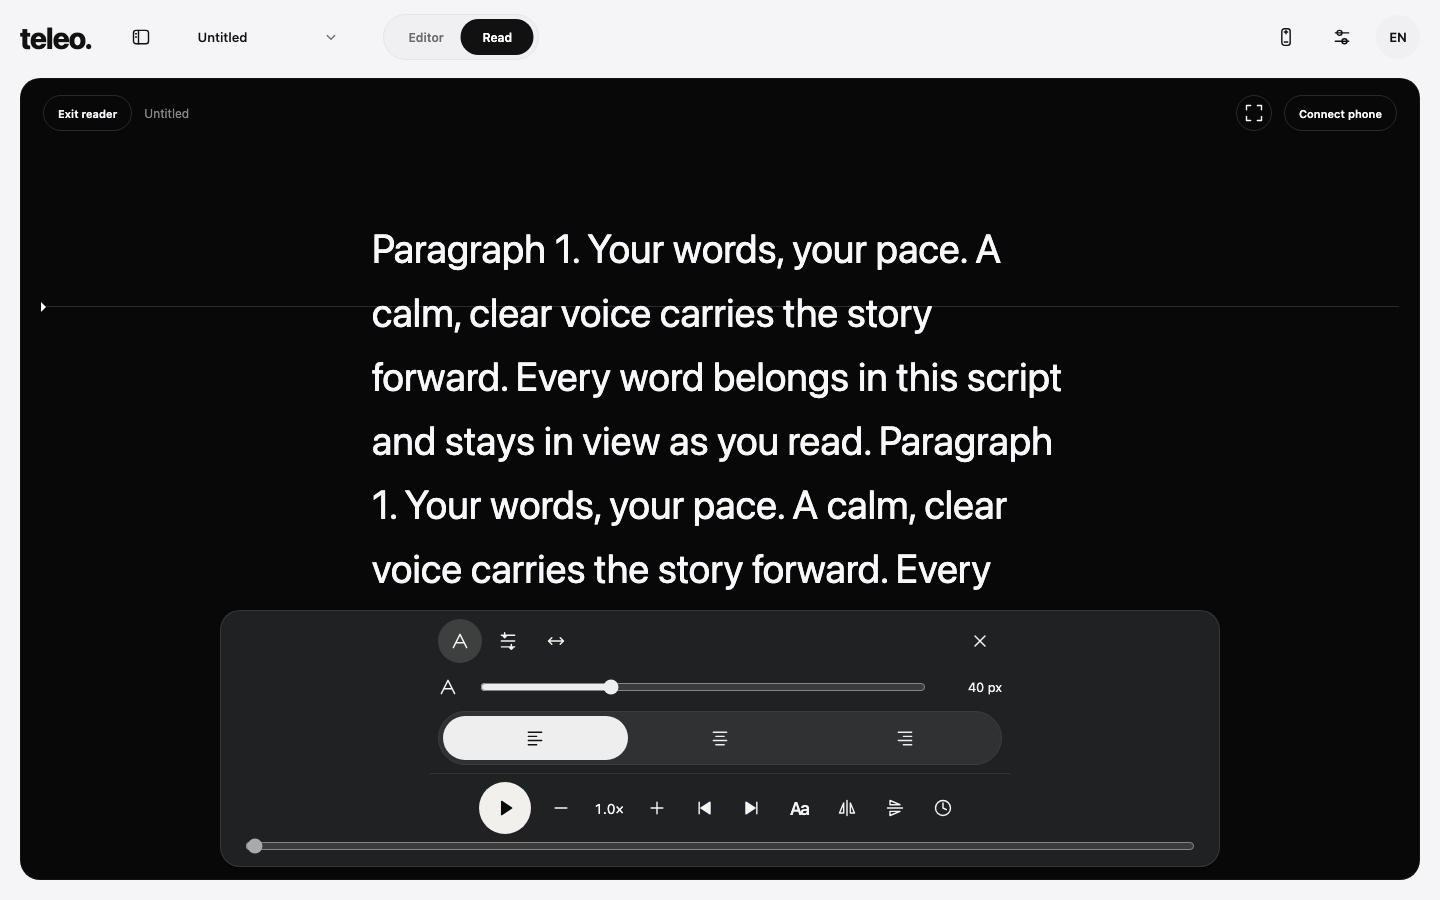 teleo.
Untitled
Editor
Read
EN
Exit reader
Untitled
Connect phone
Paragraph 1. Your words, your pace. A
calm, clear voice carries the story
forward. Every word belongs in this script
and stays in view as you read. Paragraph
1. Your words, your pace. A calm, clear
voice carries the story forward. Every
40 px
1.0×
Aa